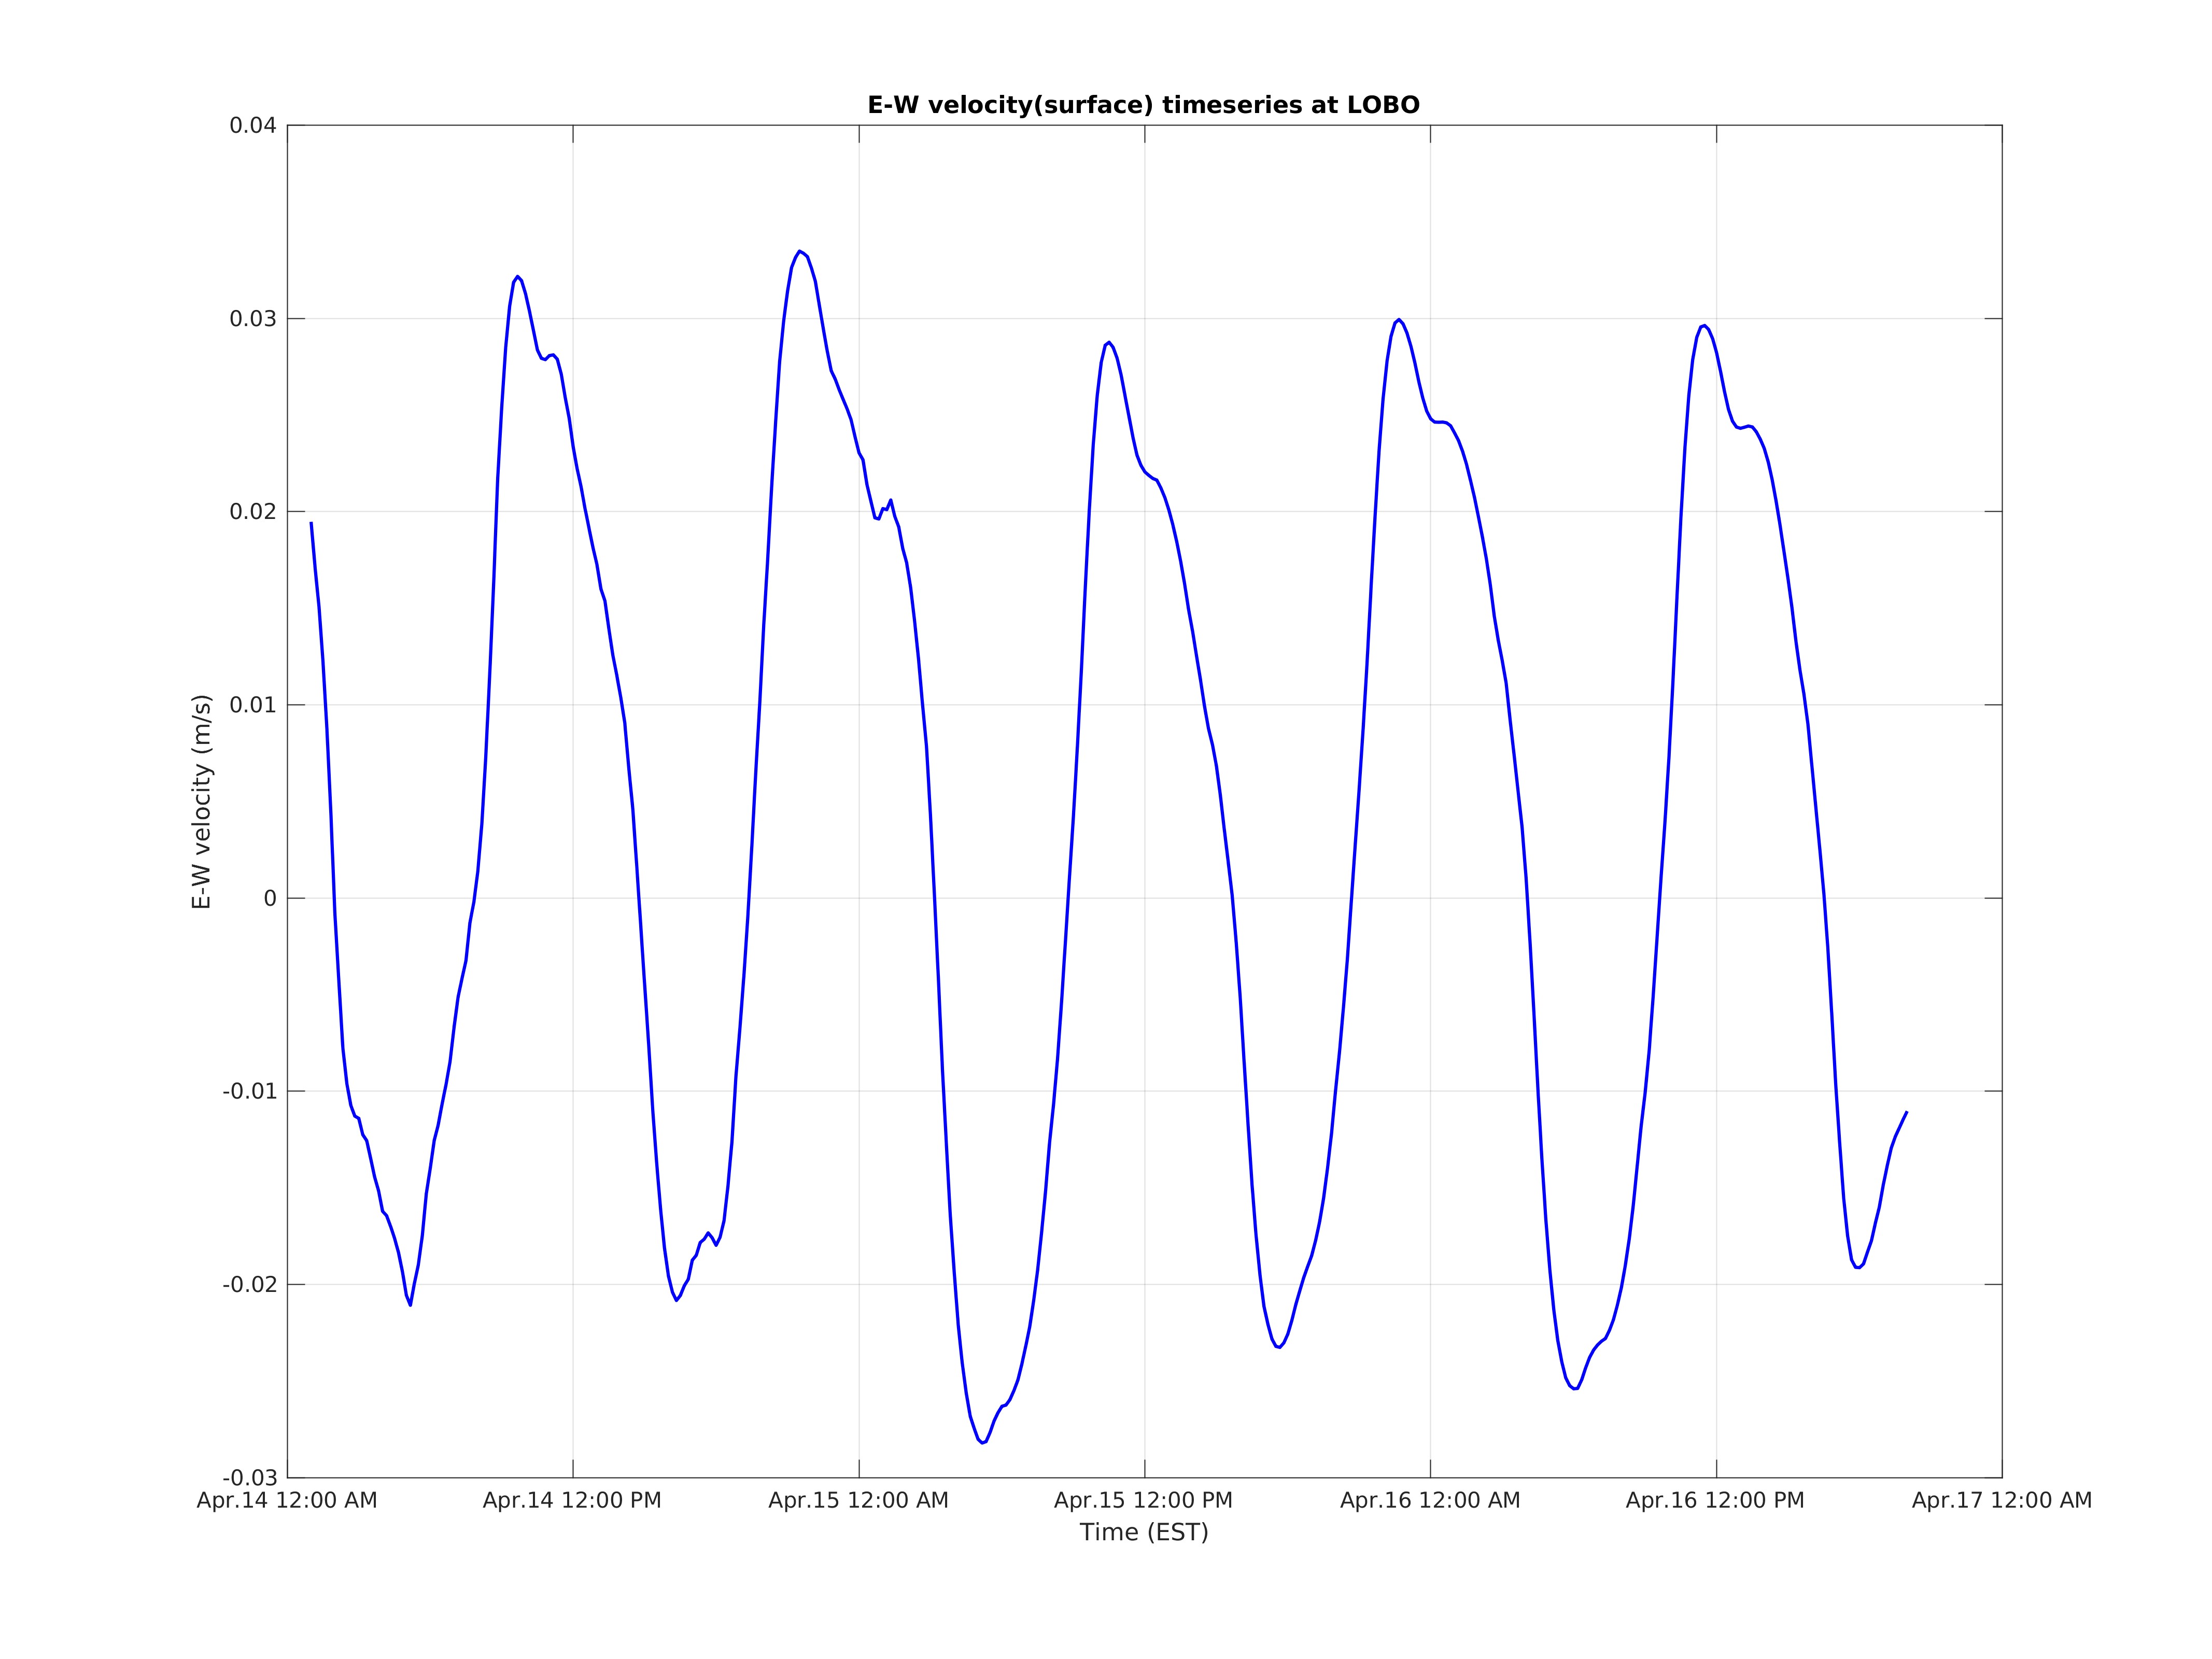 E-W velocity(surface) timeseries at LOBO
0.04
0.03
0.02
0.01
0
-0.01
-0.02
-0.03
E-W velocity (m/s)
Apr.14 12:00 AM Apr.14 12:00 PM Apr.15 12:00 AM Apr.15 12:00 PM Apr.16 12:00 AM Apr.16 12:00 PM Apr.17 12:00 AM
Time (EST)